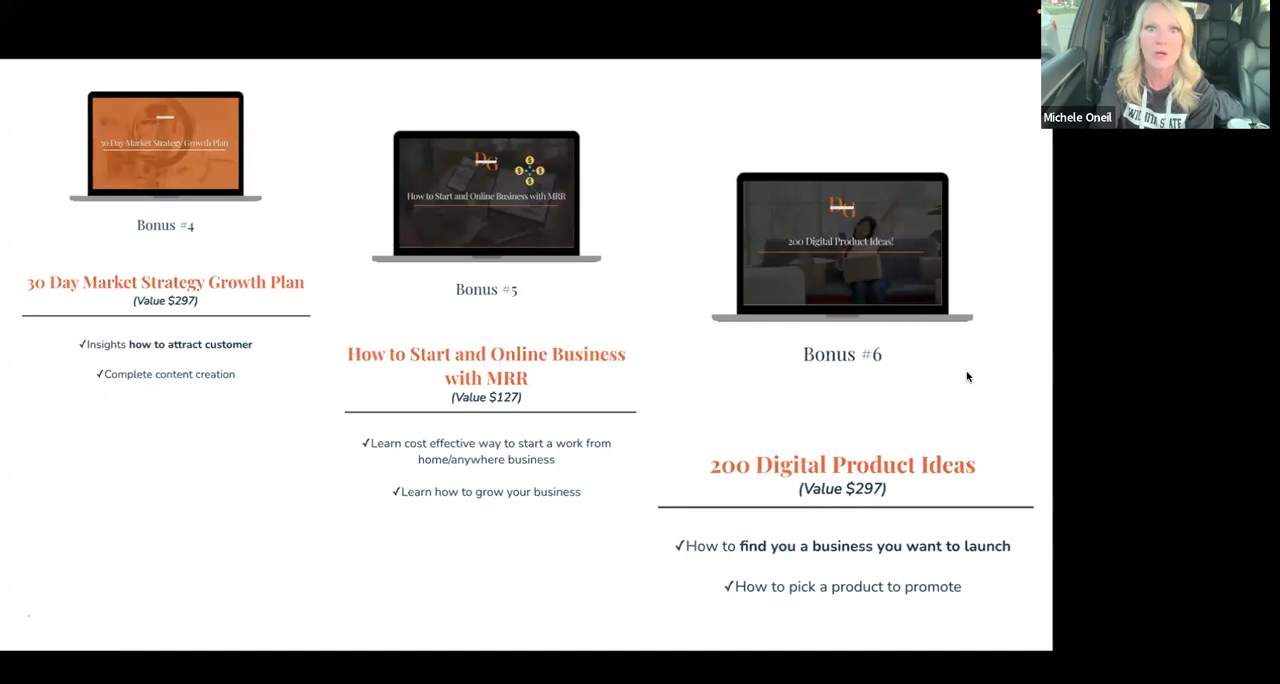 Michele Oneil
WICHITA STATE
30 Day Market Strategy Growth Plan
Bonus #4
30 Day Market Strategy Growth Plan
(Value $297)
✓Insights how to attract customer
✓Complete content creation
DG
How to Start and Online Business with MRR
Bonus #5
How to Start and Online Business
with MRR
(Value $127)
✓Learn cost effective way to start a work from
home/anywhere business
✓Learn how to grow your business
DG
200 Digital Product Ideas!
Bonus #6
200 Digital Product Ideas
(Value $297)
✓How to find you a business you want to launch
✓How to pick a product to promote